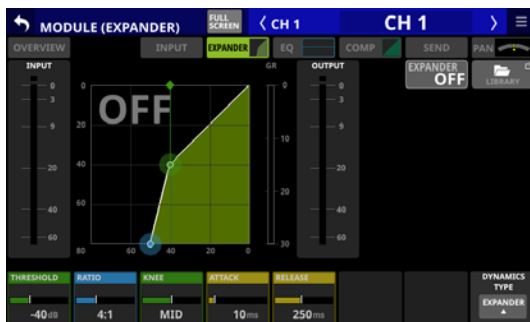 MODULE (EXPANDER)
FULL SCREEN
CH 1
CH 1
OVERVIEW
INPUT
EXPANDER
EQ
COMP
SEND
PAN
INPUT
GR
OUTPUT
EXPANDER
OFF
LIBRARY
OFF
0
3
9
20
40
60
0
20
40
60
80
60
40
20
0
0
10
20
30
0
3
9
20
40
60
THRESHOLD
RATIO
KNEE
ATTACK
RELEASE
DYNAMICS
TYPE
-40dB
4:1
MID
10ms
250ms
EXPANDER